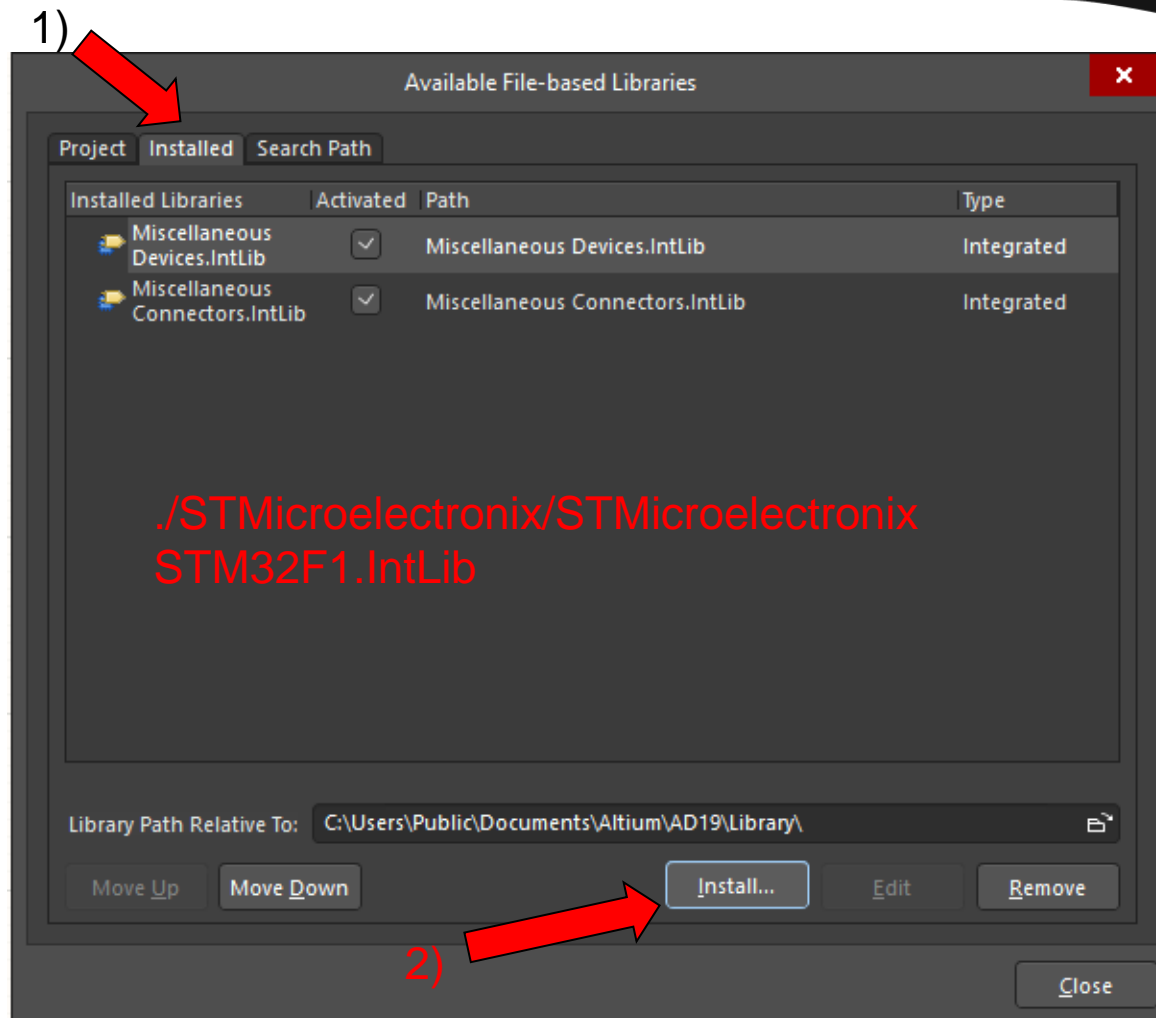 1)
Available File-based Libraries
Project Installed Search Path
Installed Libraries Activated Path Type
Miscellaneous
Devices.IntLib
Miscellaneous Devices.IntLib Integrated
Miscellaneous
Connectors.IntLib
Miscellaneous Connectors.IntLib Integrated
./STMicroelectronix/STMicroelectronix
STM32F1.IntLib
Library Path Relative To: C:\Users\Public\Documents\Altium\AD19\Library\
Move Up Move Down Install... Edit Remove
2)
Close